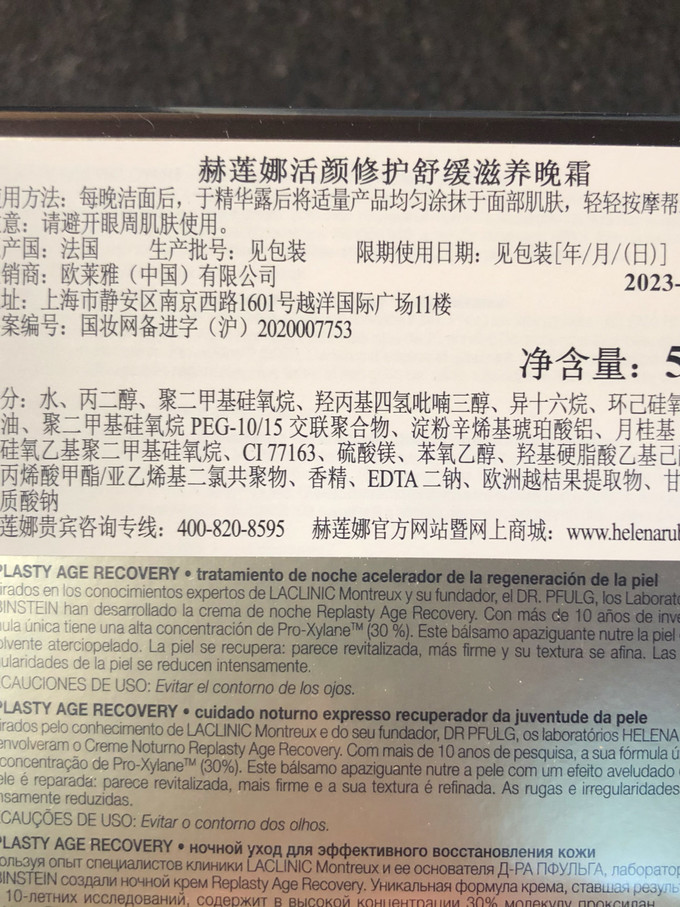 赫莲娜活颜修护舒缓滋养晚霜
用方法：每晚洁面后，于精华露后将适量产品均匀涂抹于面部肌肤，轻轻按摩帮
意：请避开眼周肌肤使用。
产国：法国 生产批号：见包装 限期使用日期：见包装[年/月/(日)]
销商：欧莱雅（中国）有限公司 2023-
址：上海市静安区南京西路1601号越洋国际广场11楼
案编号：国妆网备进字（沪）2020007753
净含量：5
分：水、丙二醇、聚二甲基硅氧烷、羟丙基四氢吡喃三醇、异十六烷、环己硅氧
油、聚二甲基硅氧烷 PEG-10/15 交联聚合物、淀粉辛烯基琥珀酸铝、月桂基
硅氧乙基聚二甲基硅氧烷、CI 77163、硫酸镁、苯氧乙醇、羟基硬脂酸乙基己酯
丙烯酸甲酯/亚乙烯基二氯共聚物、香精、EDTA 二钠、欧洲越桔果提取物、甘
质酸钠
莲娜贵宾咨询专线：400-820-8595 赫莲娜官方网站暨网上商城：www.helenarub
PLASTY AGE RECOVERY • tratamiento de noche acelerador de la regeneración de la piel
irados en los conocimientos expertos de LACLINIC Montreux y su fundador, el DR. PFULG, los Laborato
BINSTEIN han desarrollado la crema de noche Replasty Age Recovery. Con más de 10 años de inve
ula única tiene una alta concentración de Pro-Xylane™ (30 %). Este bálsamo apaziguante nutre la piel
olvente aterciopelado. La piel se recupera: parece revitalizada, más firme y su textura se afina. Las
ularidades de la piel se reducen intensamente.
CAUCIONES DE USO: Evitar el contorno de los ojos.
PLASTY AGE RECOVERY • cuidado noturno expresso recuperador da juventude da pele
irados pelo conhecimento de LACLINIC Montreux e do seu fundador, DR PFULG, os laboratórios HELENA
envolveram o Creme Noturno Replasty Age Recovery. Com mais de 10 anos de pesquisa, a sua fórmula ú
concentração de Pro-Xylane™ (30%). Este bálsamo apaziguante nutre a pele com um efeito aveludado
ele é reparada: parece revitalizada, mais firme e a sua textura é refinada. As rugas e irregularidades
nsamente reduzidas.
CAUÇÕES DE USO: Evitar o contorno dos olhos.
PLASTY AGE RECOVERY • ночной уход для эффективного восстановления кожи
ользуя опыт специалистов клиники LACLINIC Montreux и ее основателя Д-РА ПФУЛЬГА, лаборатор
BINSTEIN создали ночной крем Replasty Age Recovery. Уникальная формула крема, ставшая резуль
10-летних исследований, содержит в высокой концентрации 30% молекулу проксилан